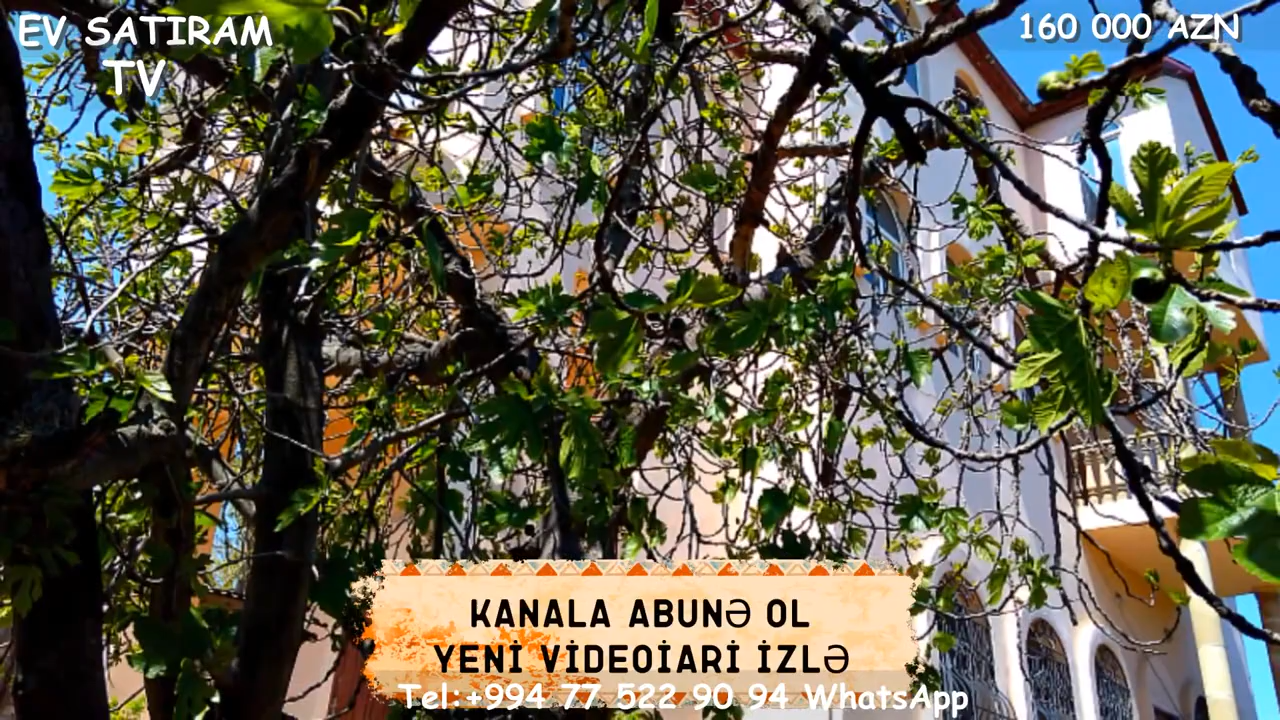 EV SATIRAM
TV
160 000 AZN
KANALA ABUNƏ OL
YENİ VİDEOİARİ İZLƏ
Tel:+994 77 522 90 94 WhatsApp